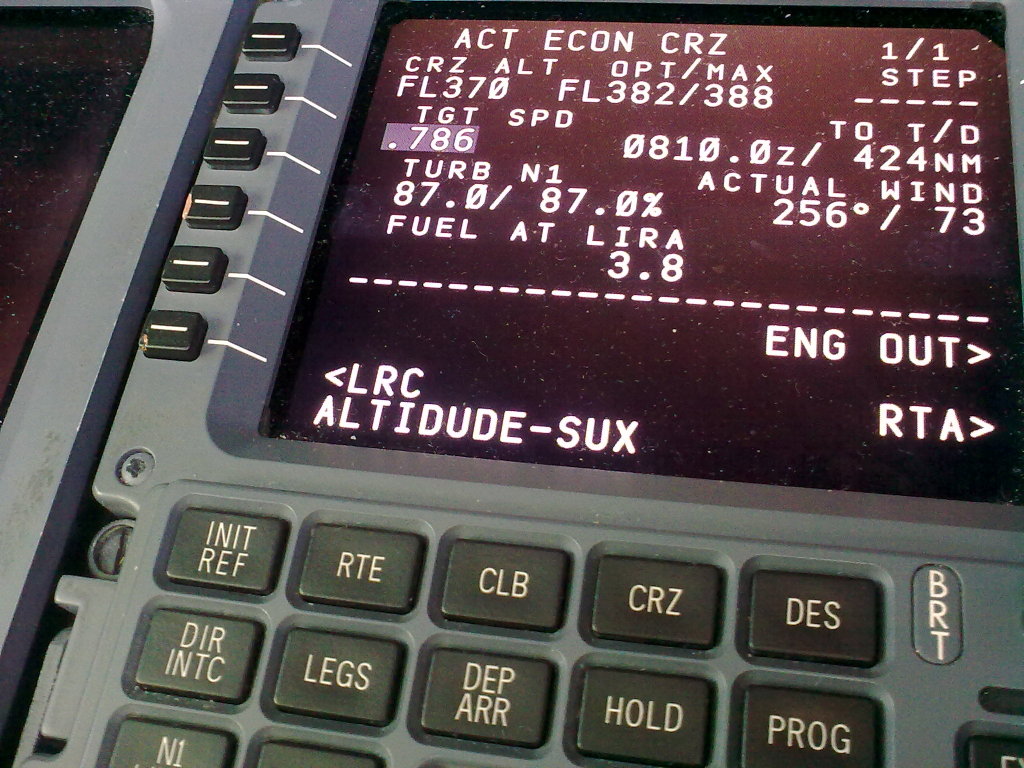 ACT ECON CRZ 1/1
CRZ ALT OPT/MAX STEP
FL370 FL382/388 -----
TGT SPD TO T/D
.786 0810.0z/ 424NM
TURB N1 ACTUAL WIND
87.0/ 87.0% 256°/ 73
FUEL AT LIRA
3.8
------------------------
ENG OUT>
<LRC
ALTIDUDE-SUX RTA>
INIT REF
RTE
CLB
CRZ
DES
BRT
DIR INTC
LEGS
DEP ARR
HOLD
PROG
N1